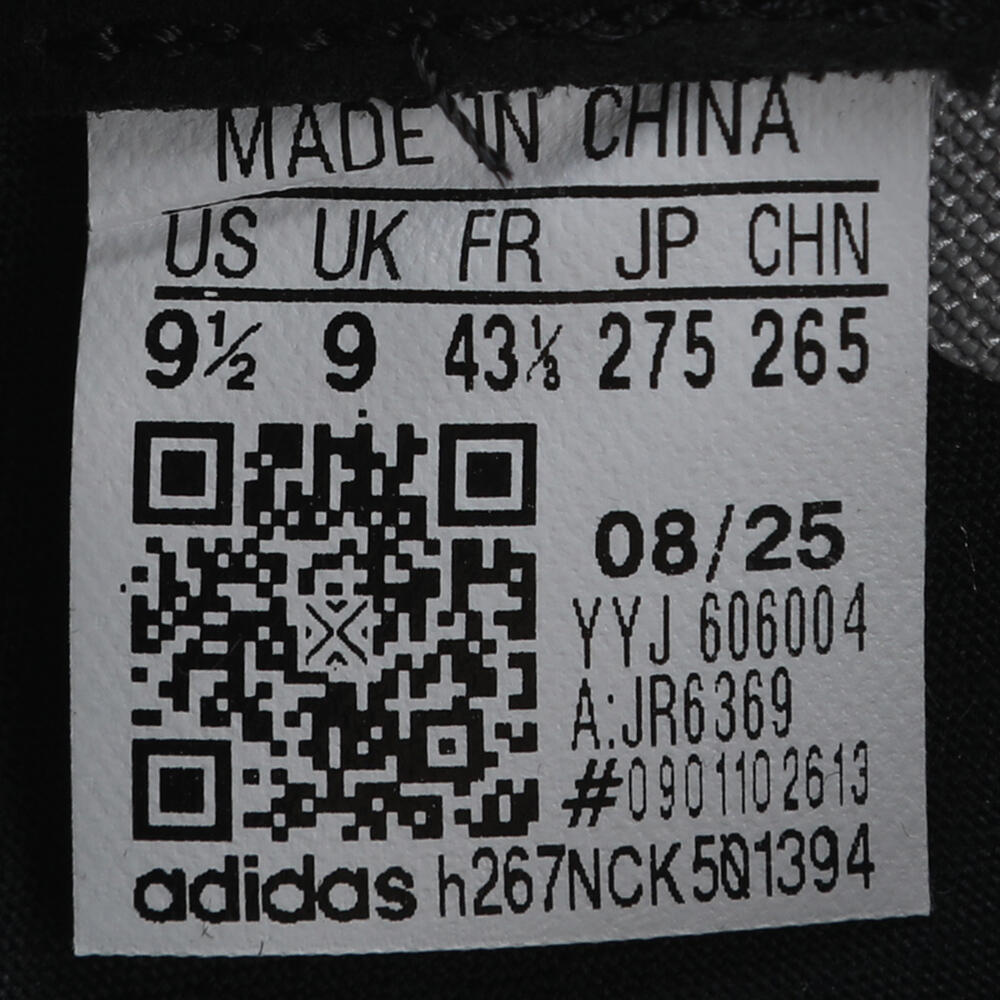 MADE IN CHINA
US UK FR JP CHN
9½ 9 43⅓ 275 265
08/25
YYJ 606004
A:JR6369
#0901102613
adidas h267NCK501394